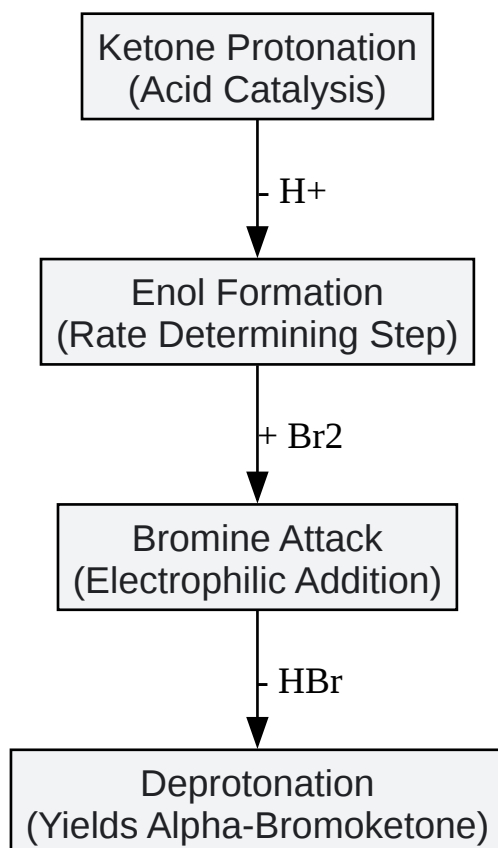 Ketone Protonation
(Acid Catalysis)
- H+
Enol Formation
(Rate Determining Step)
+ Br2
Bromine Attack
(Electrophilic Addition)
- HBr
Deprotonation
(Yields Alpha-Bromoketone)